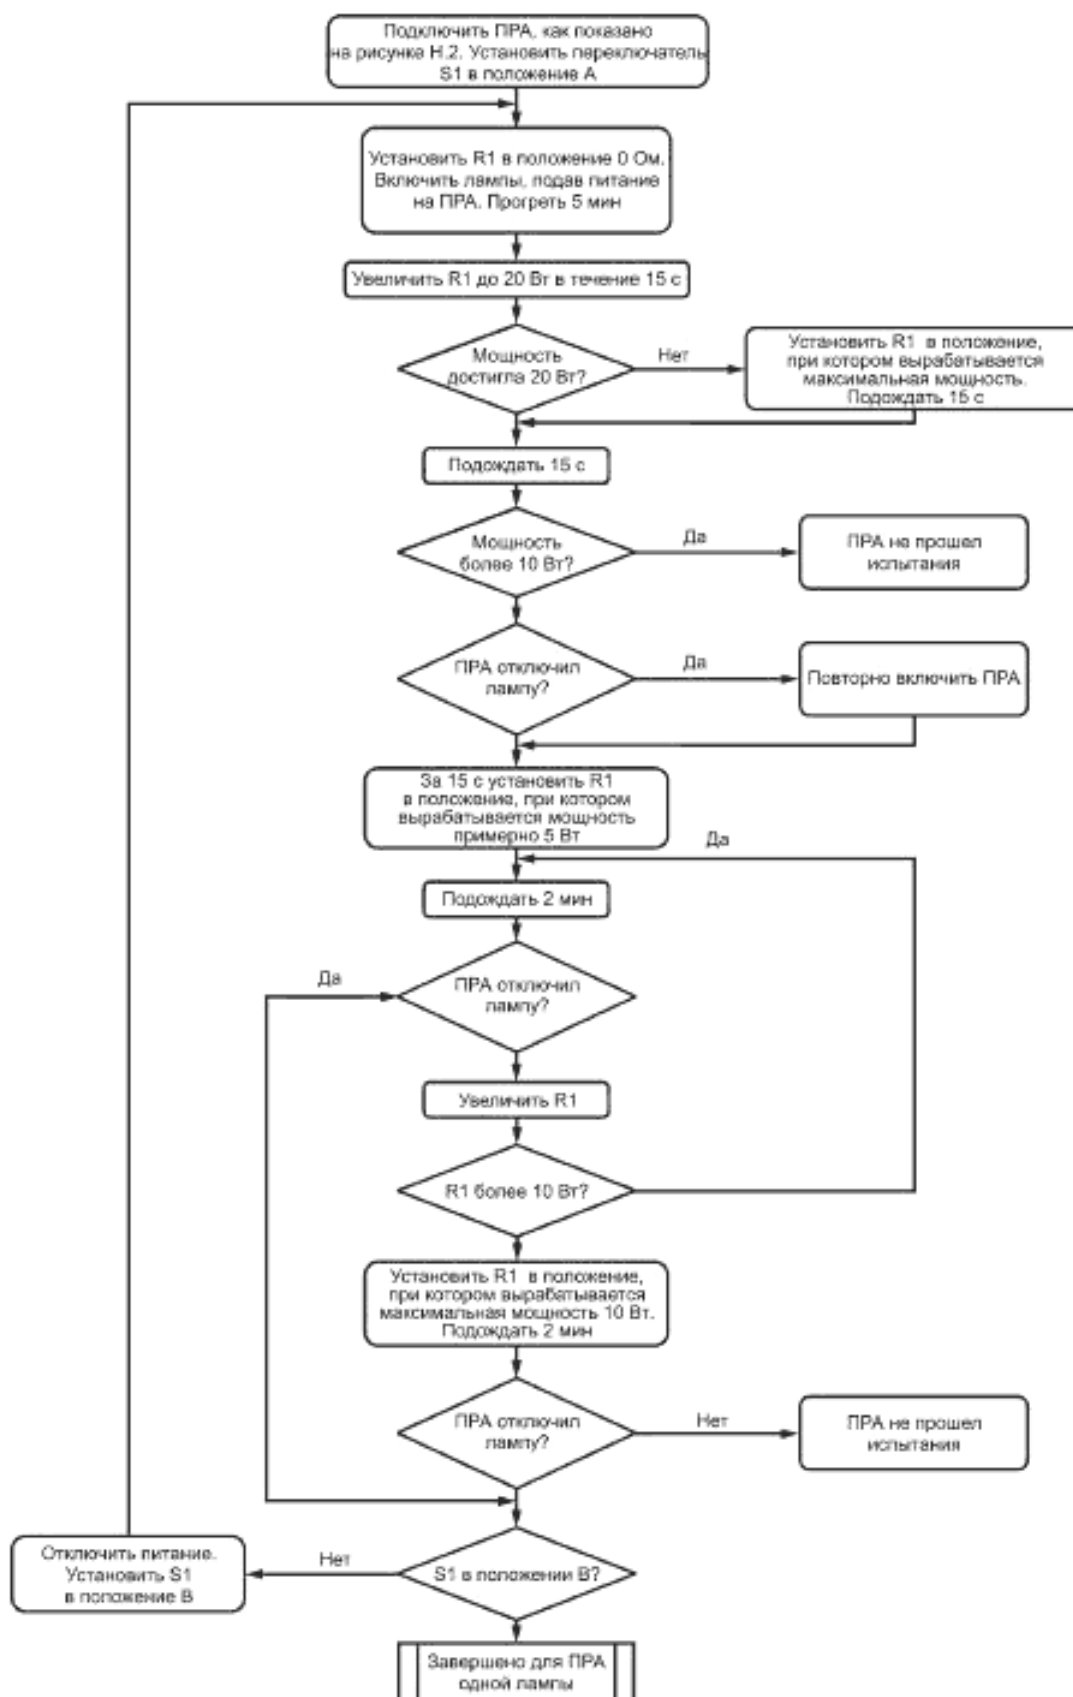 Подключить ПРА, как показано
на рисунке Н.2. Установить переключатель
S1 в положение А
Установить R1 в положение 0 Ом.
Включить лампы, подав питание
на ПРА. Прогреть 5 мин
Увеличить R1 до 20 Вт в течение 15 с
Мощность
достигла 20 Вт?
Нет
Установить R1 в положение,
при котором вырабатывается
максимальная мощность.
Подождать 15 с
Подождать 15 с
Мощность
более 10 Вт?
Да
ПРА не прошел
испытания
ПРА отключил
лампу?
Да
Повторно включить ПРА
За 15 с установить R1
в положение, при котором
вырабатывается мощность
примерно 5 Вт
Да
Подождать 2 мин
Да
ПРА отключил
лампу?
Увеличить R1
R1 более 10 Вт?
Установить R1 в положение,
при котором вырабатывается
максимальная мощность 10 Вт.
Подождать 2 мин
ПРА отключил
лампу?
Нет
ПРА не прошел
испытания
Отключить питание.
Установить S1
в положение В
Нет
S1 в положении В?
Завершено для ПРА
одной лампы